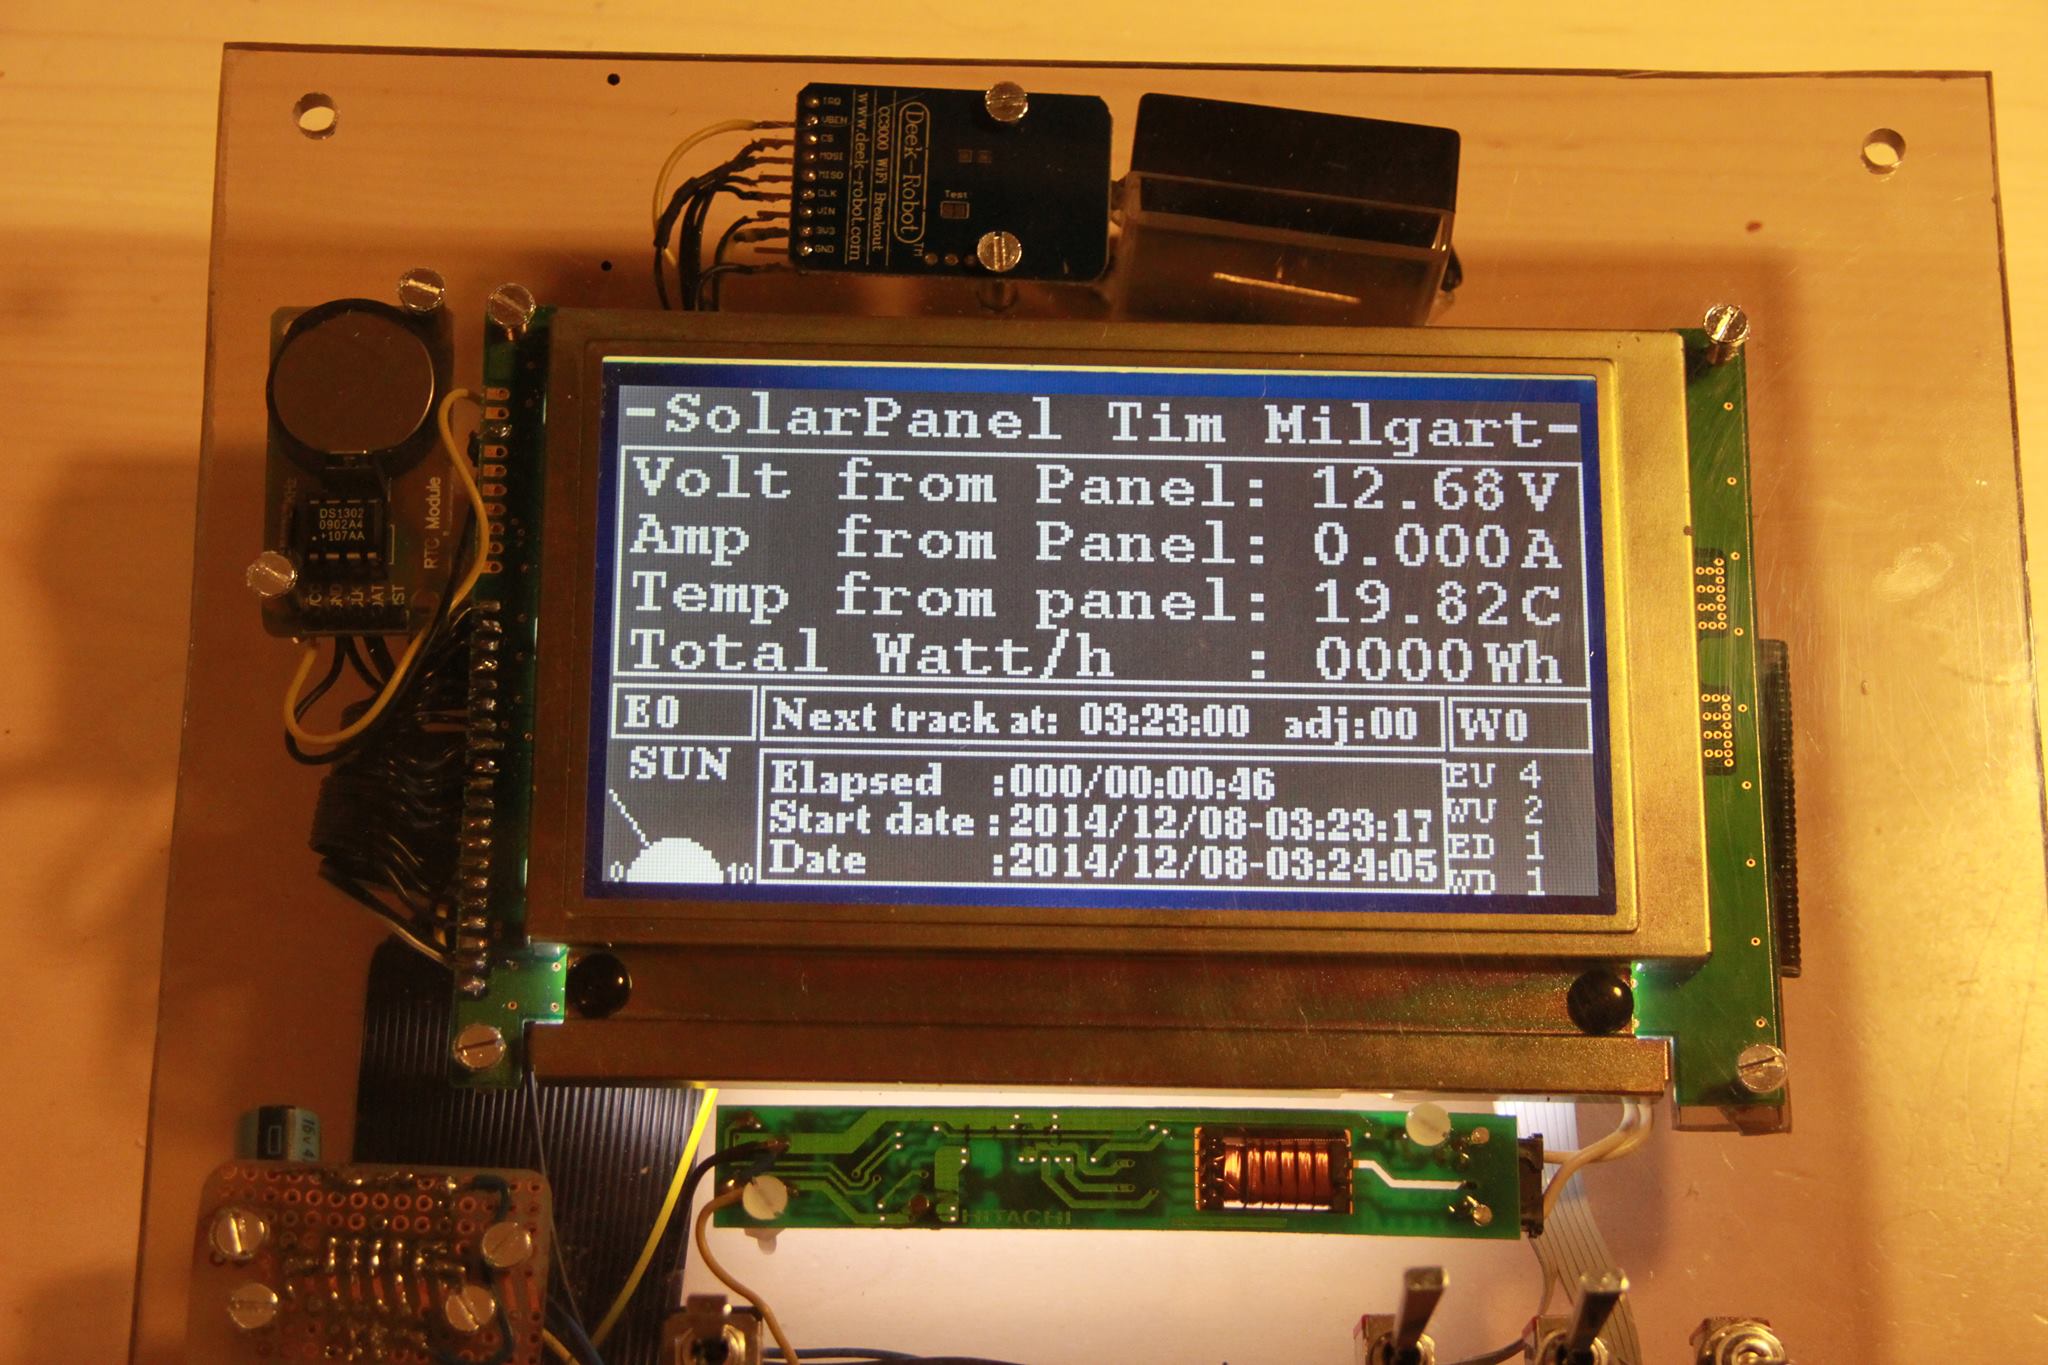 IRQ
VBEN
CS
MOSI
MISO
CLK
VIN
3V3
GND
Deek-Robot TM
CC3000 WiFi Breakout
www.deek-robot.com
Test
DS1302
0902A4
+107AA
RTC Module
-SolarPanel Tim Milgart-
Volt from Panel: 12.68V
Amp from Panel: 0.000A
Temp from panel: 19.82C
Total Watt/h : 0000Wh
E0
Next track at: 03:23:00 adj:00
W0
SUN
0 10
Elapsed :000/00:00:46
Start date :2014/12/08-03:23:17
Date :2014/12/08-03:24:05
EU 4
WU 2
ED 1
WD 1
HITACHI
16V